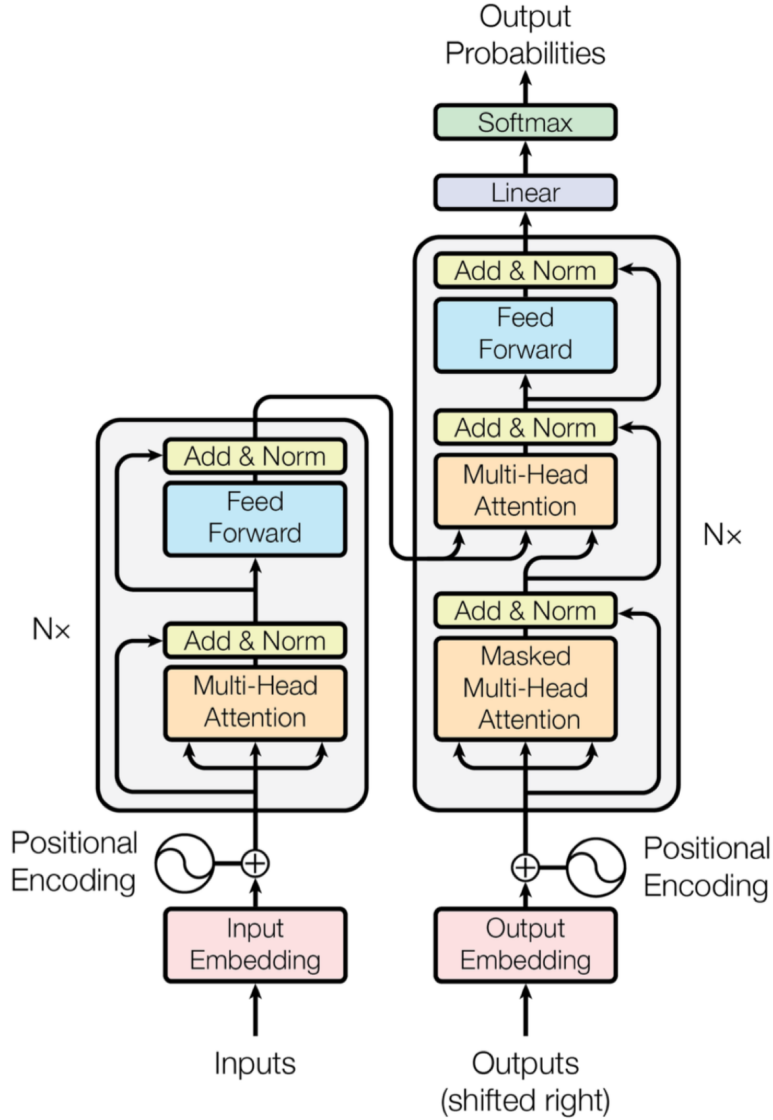 Output
Probabilities
Softmax
Linear
Add & Norm
Feed
Forward
Add & Norm
Multi-Head
Attention
Add & Norm
Masked
Multi-Head
Attention
N×
Add & Norm
Feed
Forward
Add & Norm
Multi-Head
Attention
N×
Positional
Encoding
Positional
Encoding
Input
Embedding
Output
Embedding
Inputs
Outputs
(shifted right)